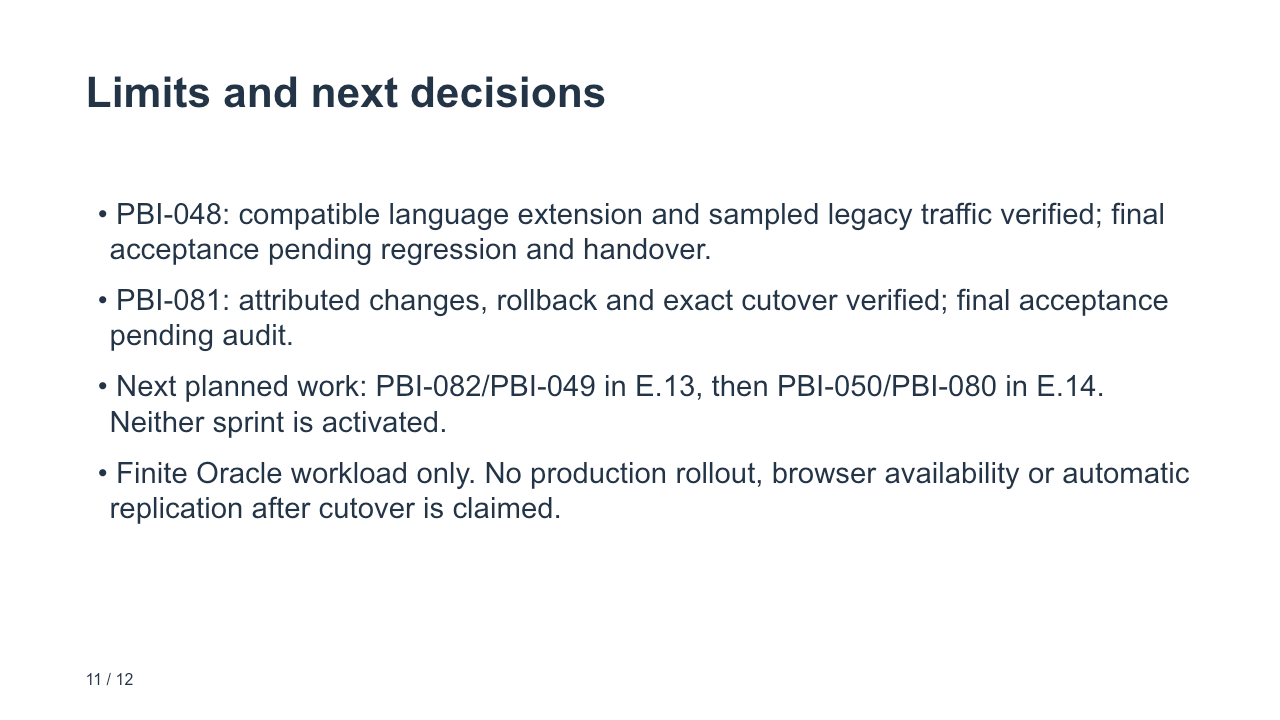 Limits and next decisions
• PBI-048: compatible language extension and sampled legacy traffic verified; final
acceptance pending regression and handover.
• PBI-081: attributed changes, rollback and exact cutover verified; final acceptance
pending audit.
• Next planned work: PBI-082/PBI-049 in E.13, then PBI-050/PBI-080 in E.14.
Neither sprint is activated.
• Finite Oracle workload only. No production rollout, browser availability or automatic
replication after cutover is claimed.
11 / 12